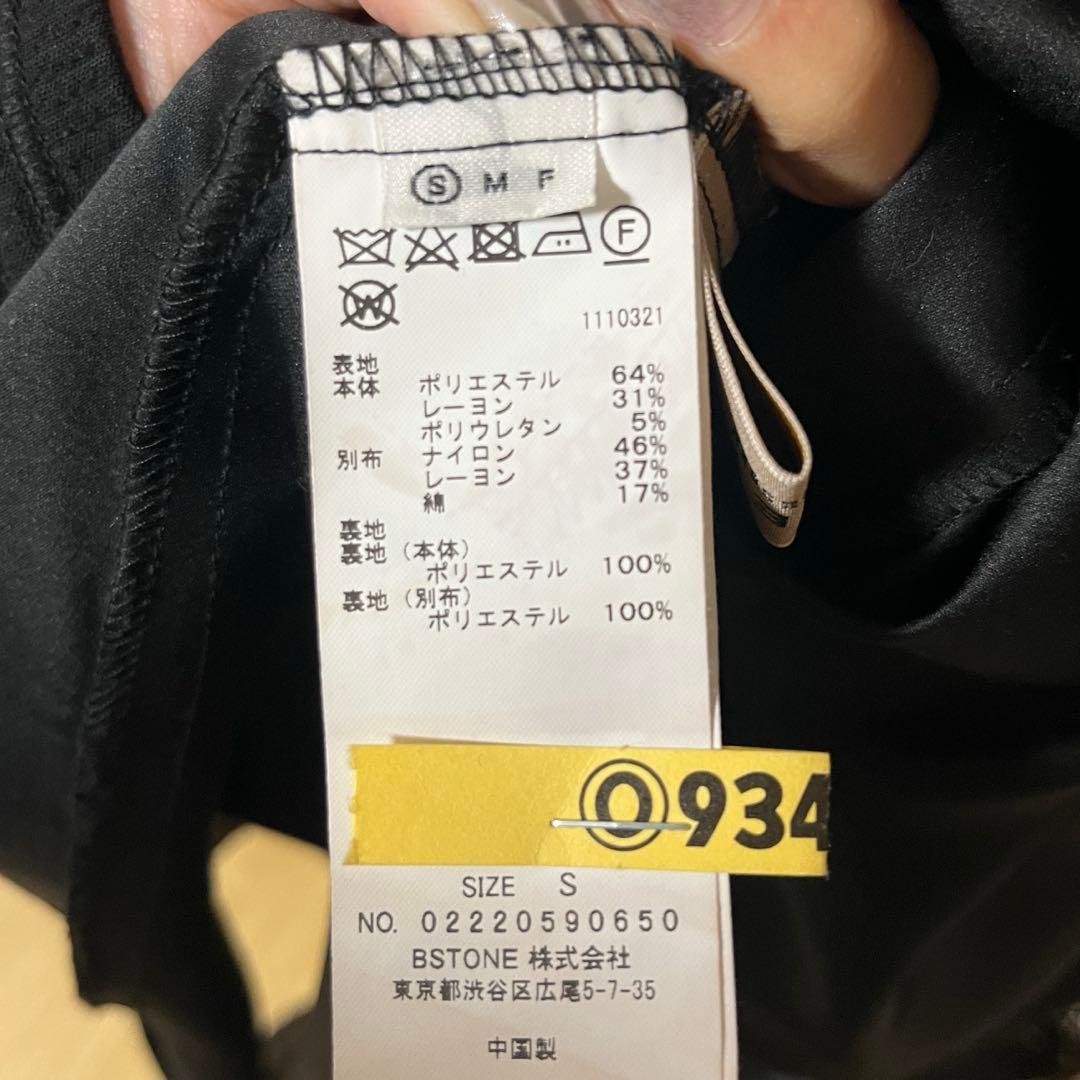 S M F
F
W
1110321
表地
本体 ポリエステル 64%
レーヨン 31%
ポリウレタン 5%
別布 ナイロン 46%
レーヨン 37%
綿 17%
裏地
裏地（本体）
ポリエステル 100%
裏地（別布）
ポリエステル 100%
O934
SIZE S
NO. 02220590650
BSTONE 株式会社
東京都渋谷区広尾5-7-35
中国製